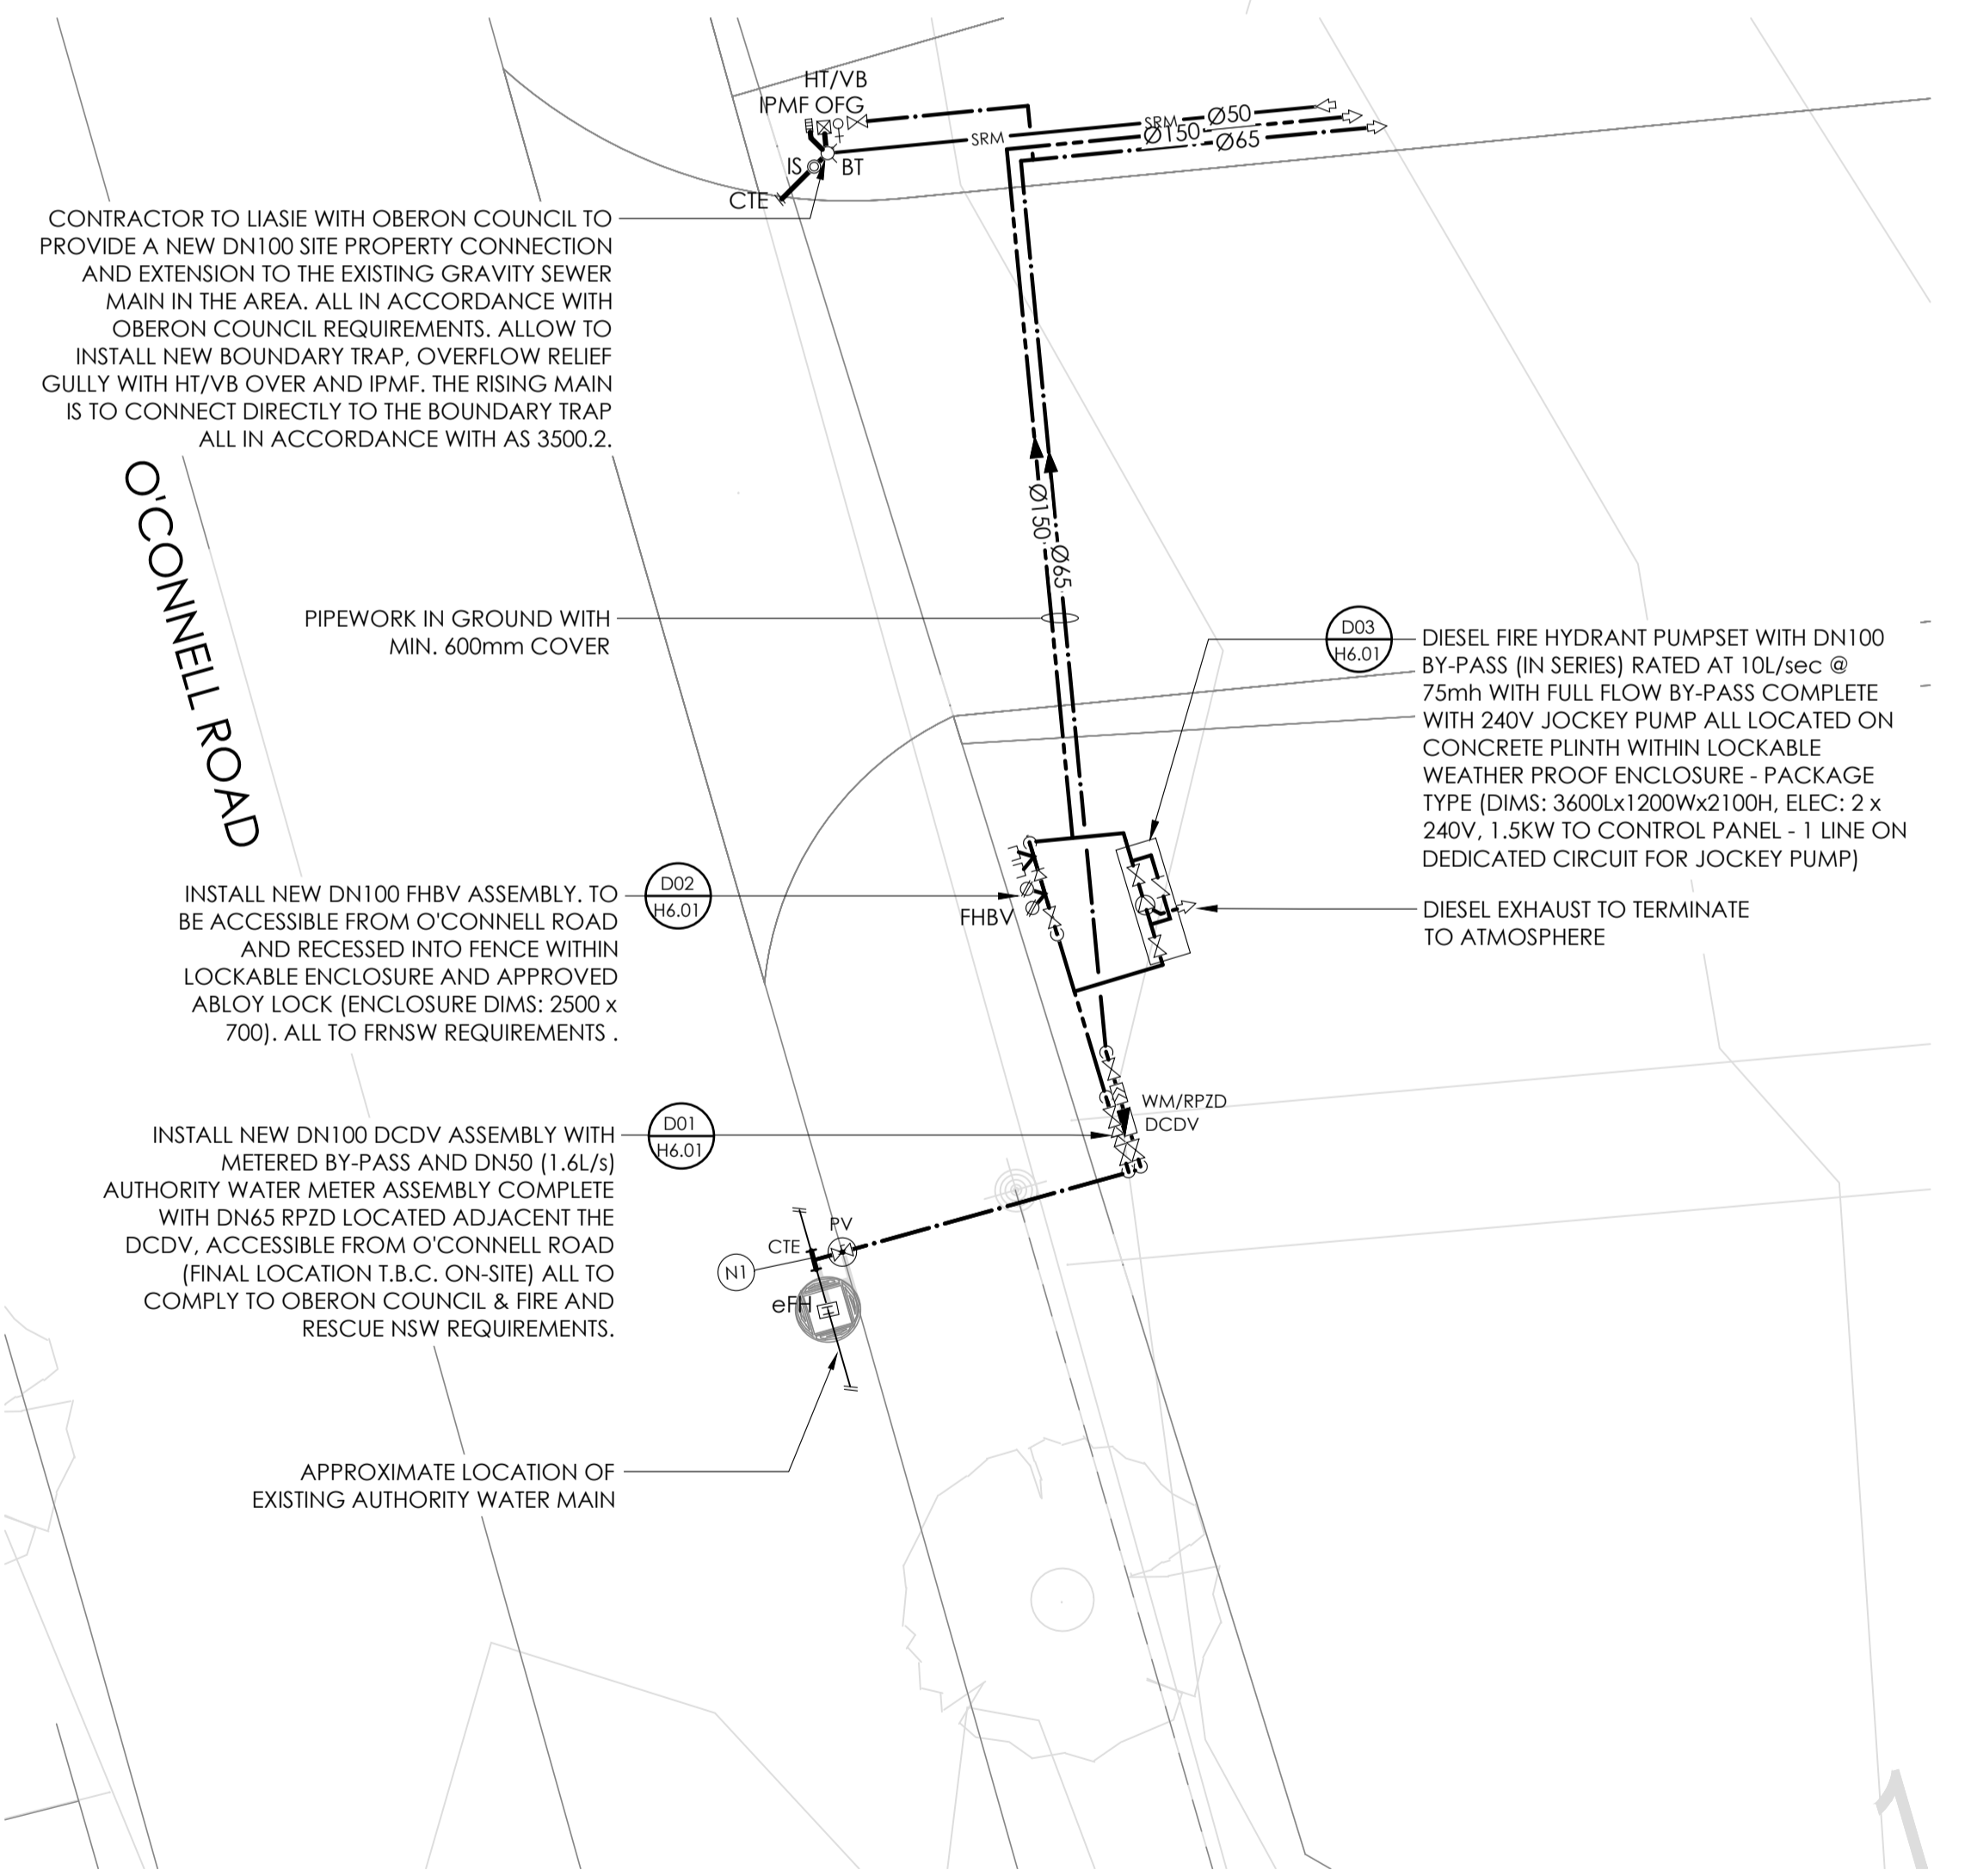 HT/VB
IPMF OFG
SRM
SRM
Ø50
Ø150
Ø65
IS
BT
CTE
CONTRACTOR TO LIASIE WITH OBERON COUNCIL TO
PROVIDE A NEW DN100 SITE PROPERTY CONNECTION
AND EXTENSION TO THE EXISTING GRAVITY SEWER
MAIN IN THE AREA. ALL IN ACCORDANCE WITH
OBERON COUNCIL REQUIREMENTS. ALLOW TO
INSTALL NEW BOUNDARY TRAP, OVERFLOW RELIEF
GULLY WITH HT/VB OVER AND IPMF. THE RISING MAIN
IS TO CONNECT DIRECTLY TO THE BOUNDARY TRAP
ALL IN ACCORDANCE WITH AS 3500.2.
O'CONNELL ROAD
Ø150
Ø65
PIPEWORK IN GROUND WITH
MIN. 600mm COVER
D03
H6.01
DIESEL FIRE HYDRANT PUMPSET WITH DN100
BY-PASS (IN SERIES) RATED AT 10L/sec @
75mh WITH FULL FLOW BY-PASS COMPLETE
WITH 240V JOCKEY PUMP ALL LOCATED ON
CONCRETE PLINTH WITHIN LOCKABLE
WEATHER PROOF ENCLOSURE - PACKAGE
TYPE (DIMS: 3600Lx1200Wx2100H, ELEC: 2 x
240V, 1.5KW TO CONTROL PANEL - 1 LINE ON
DEDICATED CIRCUIT FOR JOCKEY PUMP)
D02
H6.01
INSTALL NEW DN100 FHBV ASSEMBLY. TO
BE ACCESSIBLE FROM O'CONNELL ROAD
AND RECESSED INTO FENCE WITHIN
LOCKABLE ENCLOSURE AND APPROVED
ABLOY LOCK (ENCLOSURE DIMS: 2500 x
700). ALL TO FRNSW REQUIREMENTS .
FHBV
DIESEL EXHAUST TO TERMINATE
TO ATMOSPHERE
WM/RPZD
DCDV
D01
H6.01
INSTALL NEW DN100 DCDV ASSEMBLY WITH
METERED BY-PASS AND DN50 (1.6L/s)
AUTHORITY WATER METER ASSEMBLY COMPLETE
WITH DN65 RPZD LOCATED ADJACENT THE
DCDV, ACCESSIBLE FROM O'CONNELL ROAD
(FINAL LOCATION T.B.C. ON-SITE) ALL TO
COMPLY TO OBERON COUNCIL & FIRE AND
RESCUE NSW REQUIREMENTS.
PV
CTE
N1
eFH
H
APPROXIMATE LOCATION OF
EXISTING AUTHORITY WATER MAIN